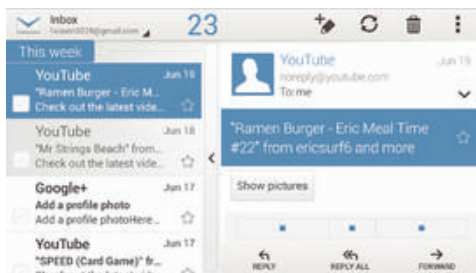 Inbox
23
This week
YouTube Jun 19
"Ramen Burger - Eric M...
Check out the latest vide...
YouTube Jun 18
"Mr Strings Beach" from...
Check out the latest vide...
Google+ Jun 17
Add a profile photo
Add a profile photoHere...
YouTube Jun 17
"SPEED (Card Game)" fr...
YouTube Jun 19
noreply@youtube.com
To: me
"Ramen Burger - Eric Meal Time
#22" from ericsurf6 and more
Show pictures
REPLY
REPLY ALL
FORWARD